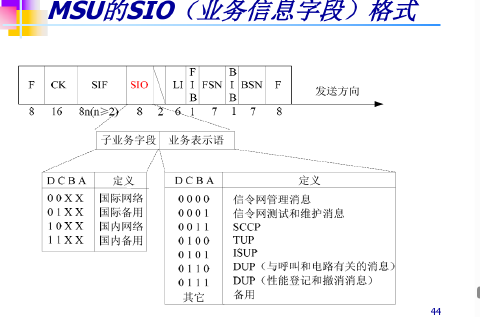 MSU的SIO（业务信息字段）格式
F CK SIF SIO LI FIB FSN BIB BSN F
8 16 8n(n≥2) 8 2 6 1 7 1 7 8
发送方向
子业务字段 业务表示语
D C B A 定义
0 0 X X 国际网络
0 1 X X 国际备用
1 0 X X 国内网络
1 1 X X 国内备用
D C B A 定义
0 0 0 0 信令网管理消息
0 0 0 1 信令网测试和维护消息
0 0 1 1 SCCP
0 1 0 0 TUP
0 1 0 1 ISUP
0 1 1 0 DUP（与呼叫和电路有关的消息）
0 1 1 1 DUP（性能登记和撤消消息）
其它 备用
44